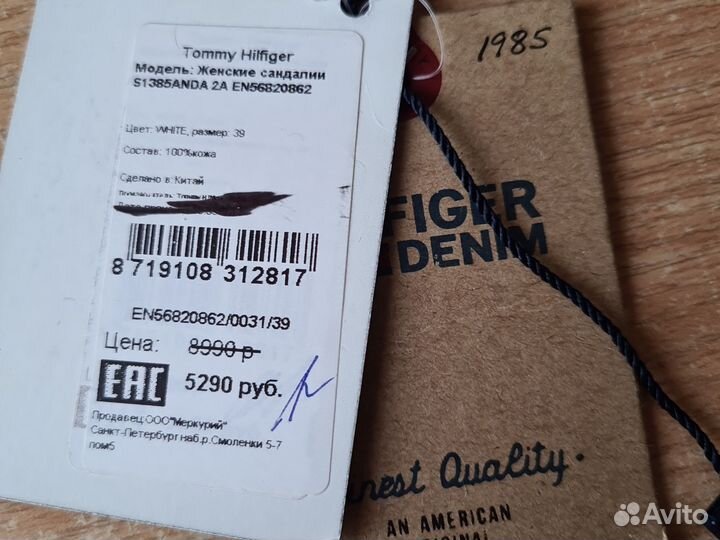 Tommy Hilfiger
Модель: Женские сандалии
S1385ANDA 2A EN56820862
Цвет: WHITE, размер: 39
Состав: 100%кожа
Сделано в: Китай
8 719108 312817
EN56820862/0031/39
Цена: 8990 р
EAC 5290 руб.
Продавец:ООО"Меркурий"
Санкт-Петербург наб.р.Смоленки 5-7
пом5
1985
FIGER
DENIM
nest Quality.
AN AMERICAN
Avito